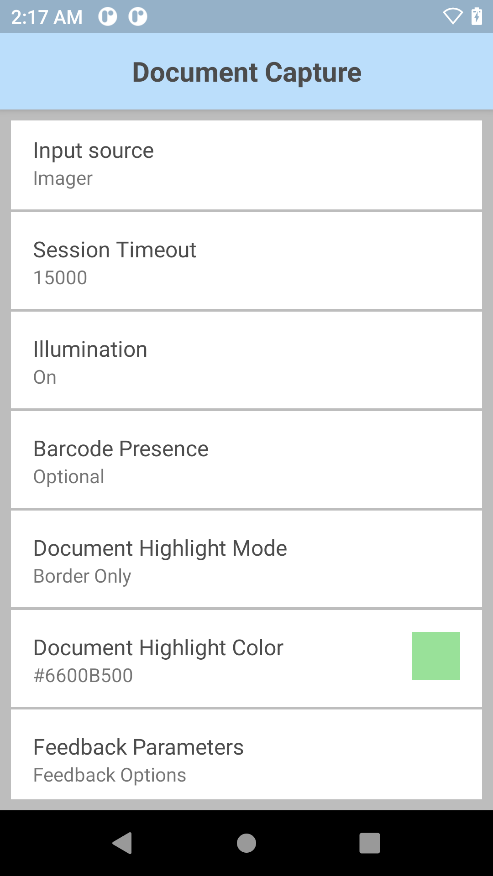 2:17 AM
Document Capture
Input source
Imager
Session Timeout
15000
Illumination
On
Barcode Presence
Optional
Document Highlight Mode
Border Only
Document Highlight Color
#6600B500
Feedback Parameters
Feedback Options